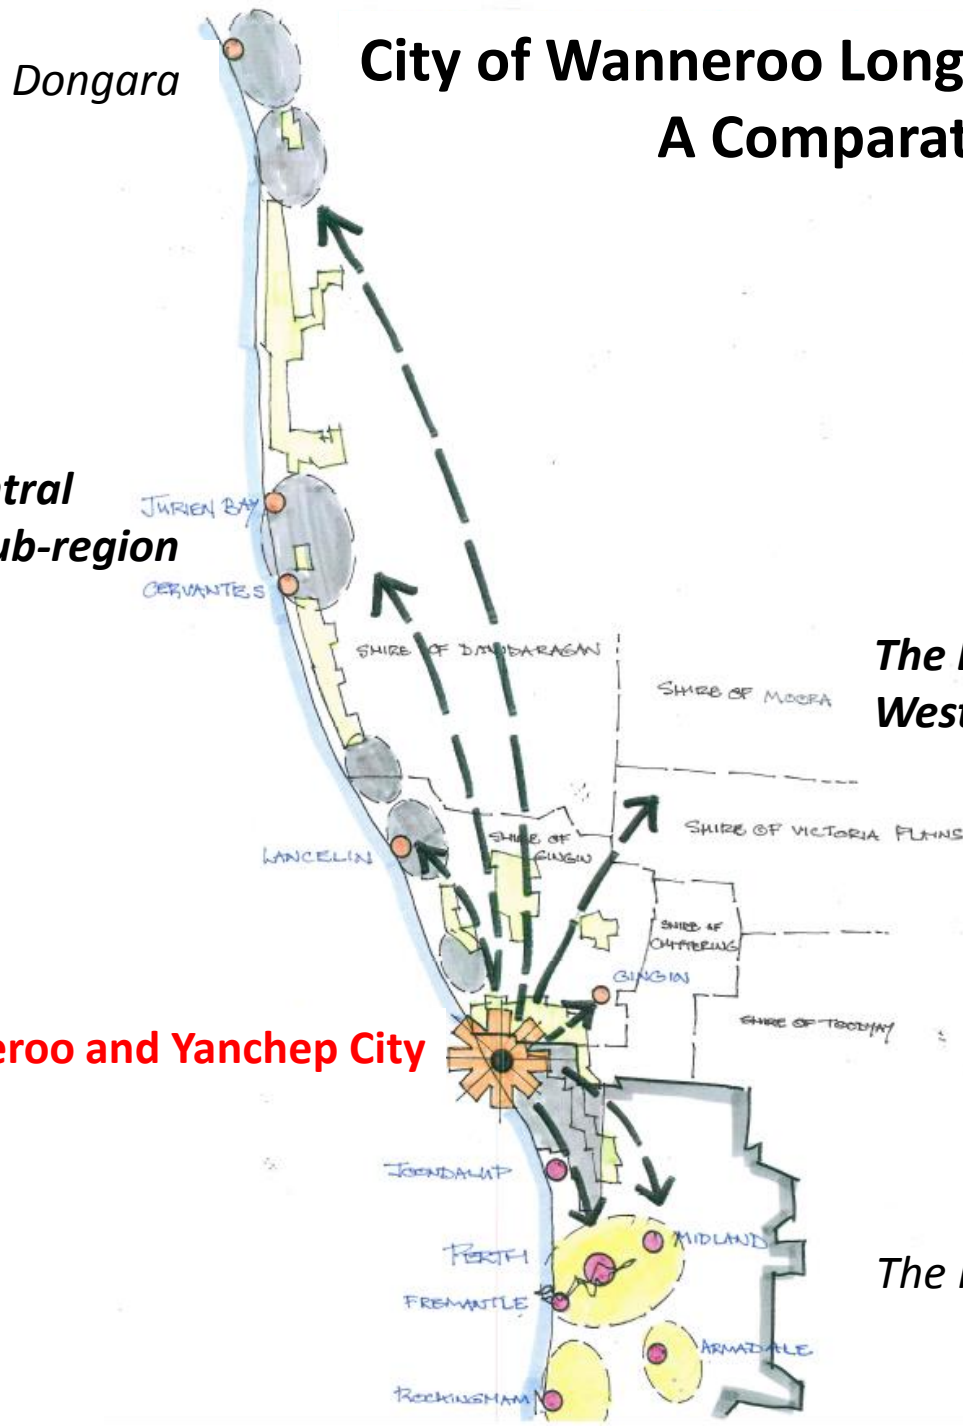 City of Wanneroo Long
A Comparat
Dongara
ntral
ub-region
JURIEN BAY
CERVANTES
SHIRE OF DANDARAGAN
SHIRE OF MOORA
The
West
SHIRE OF VICTORIA PLAINS
SHIRE OF
GINGIN
LANCELIN
SHIRE OF
CHITTERING
GINGIN
SHIRE OF TOODYAY
eroo and Yanchep City
JOONDALUP
PERTH
MIDLAND
The
FREMANTLE
ARMADALE
ROCKINGHAM